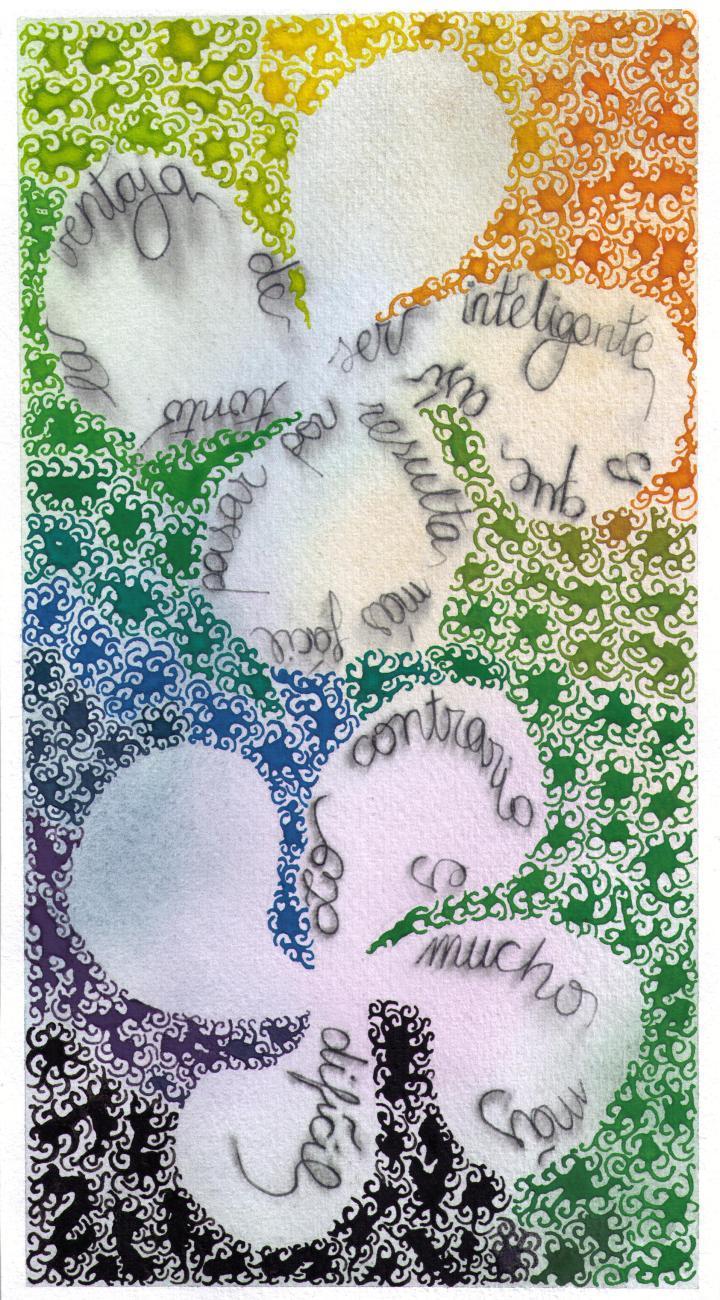 la
ventaja
de
ser
inteligente
es
que
así
resulta
más fácil
pasar
por
tonto
lo
contrario
es
mucho
más
difícil